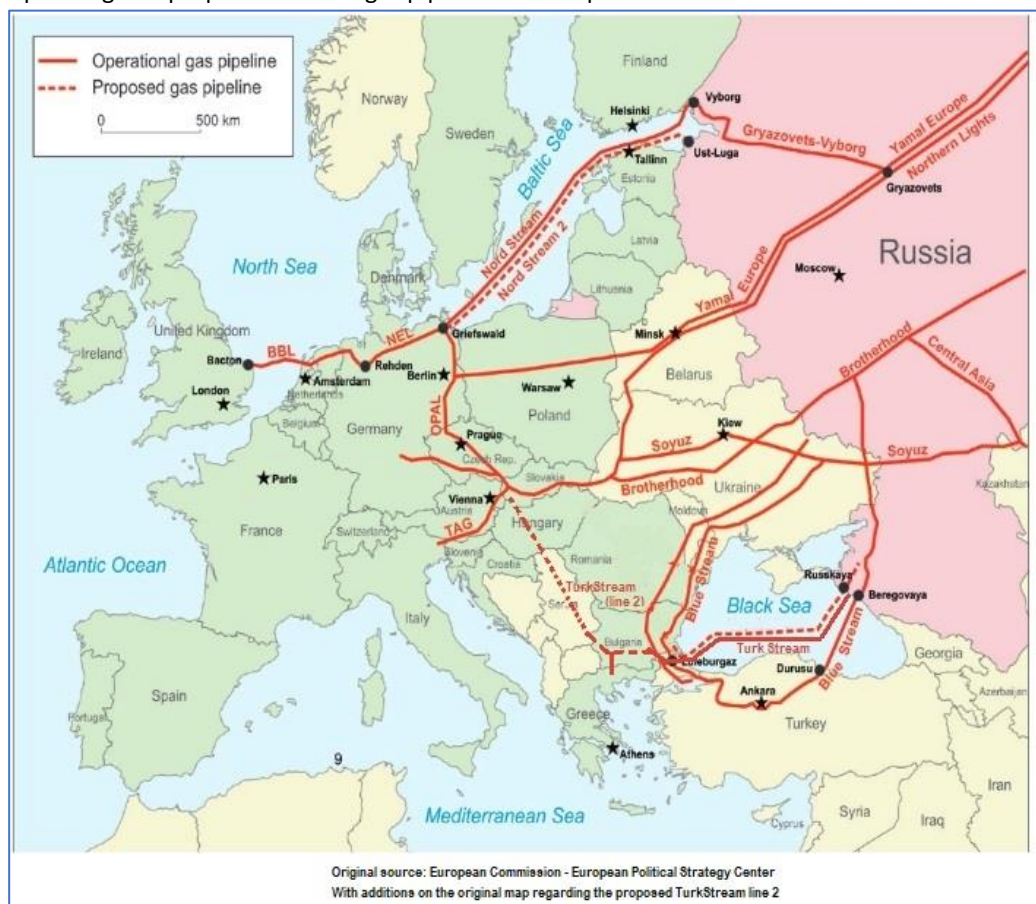 Operational gas pipeline
Proposed gas pipeline
0 500 km
Finland
Norway
Sweden
Helsinki
Vyborg
Gryazovets-Vyborg
Yamal Europe
Northern Lights
Ust-Luga
Tallinn
Estonia
Baltic Sea
Gryazovets
Nord Stream
Nord Stream 2
Latvia
Russia
Moscow
North Sea
Denmark
Lithuania
Yamal Europe
United Kingdom
Ireland
Bacton
BBL
NEL
Griefswald
Minsk
Brotherhood
Central Asia
Rehden
Amsterdam
Netherlands
Berlin
Warsaw
Belarus
London
Belgium
Germany
OPAL
Poland
Kiew
Prague
Czech Rep.
Soyuz
Soyuz
Paris
Slovakia
Brotherhood
Ukraine
Kazakhstan
Vienna
Austria
Hungary
Moldova
France
Switzerland
TAG
Slovenia
Croatia
Romania
Blue Stream
Atlantic Ocean
TurkStream
(line 2)
Black Sea
Russkaya
Beregovaya
Italy
Bulgaria
Turk Stream
Blue Stream
Georgia
Luleburgaz
Durusu
Spain
Portugal
Ankara
Azerbaijan
Greece
Turkey
Athens
9
Iran
Mediterranean Sea
Cyprus
Syria
Iraq
Original source: European Commission - European Political Strategy Center
With additions on the original map regarding the proposed TurkStream line 2